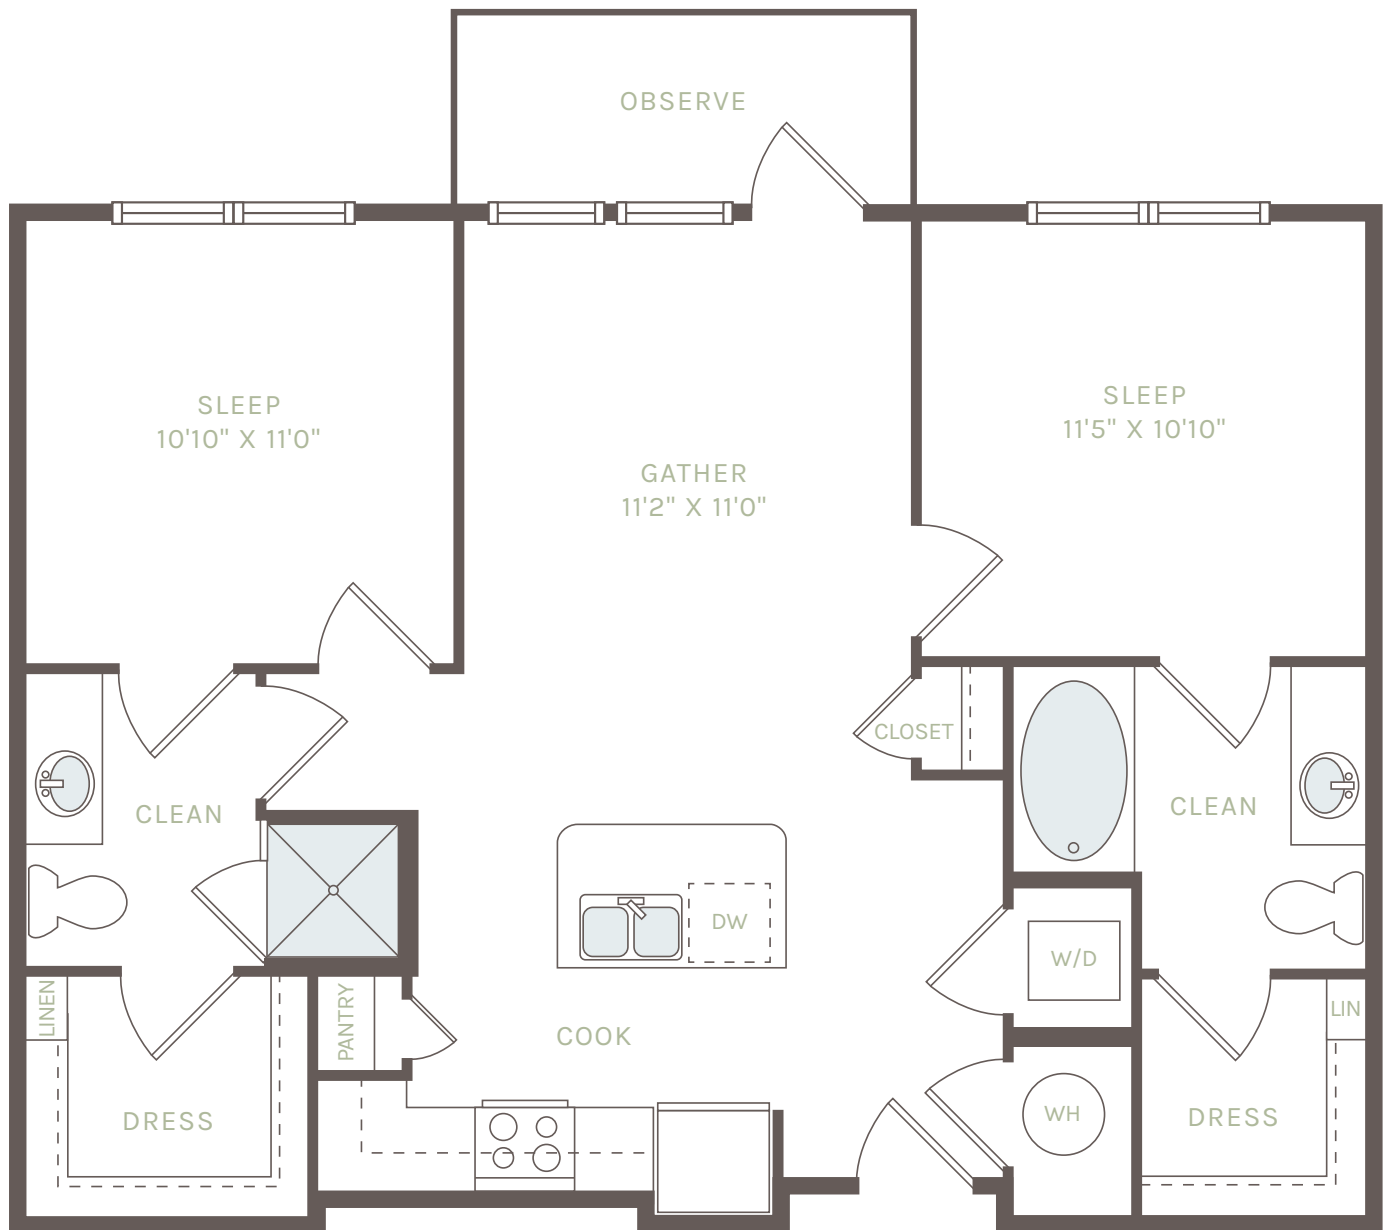 OBSERVE
SLEEP
10'10" X 11'0"
SLEEP
11'5" X 10'10"
GATHER
11'2" X 11'0"
CLOSET
CLEAN
CLEAN
DW
W/D
LINEN
PANTRY
LIN
COOK
DRESS
WH
DRESS